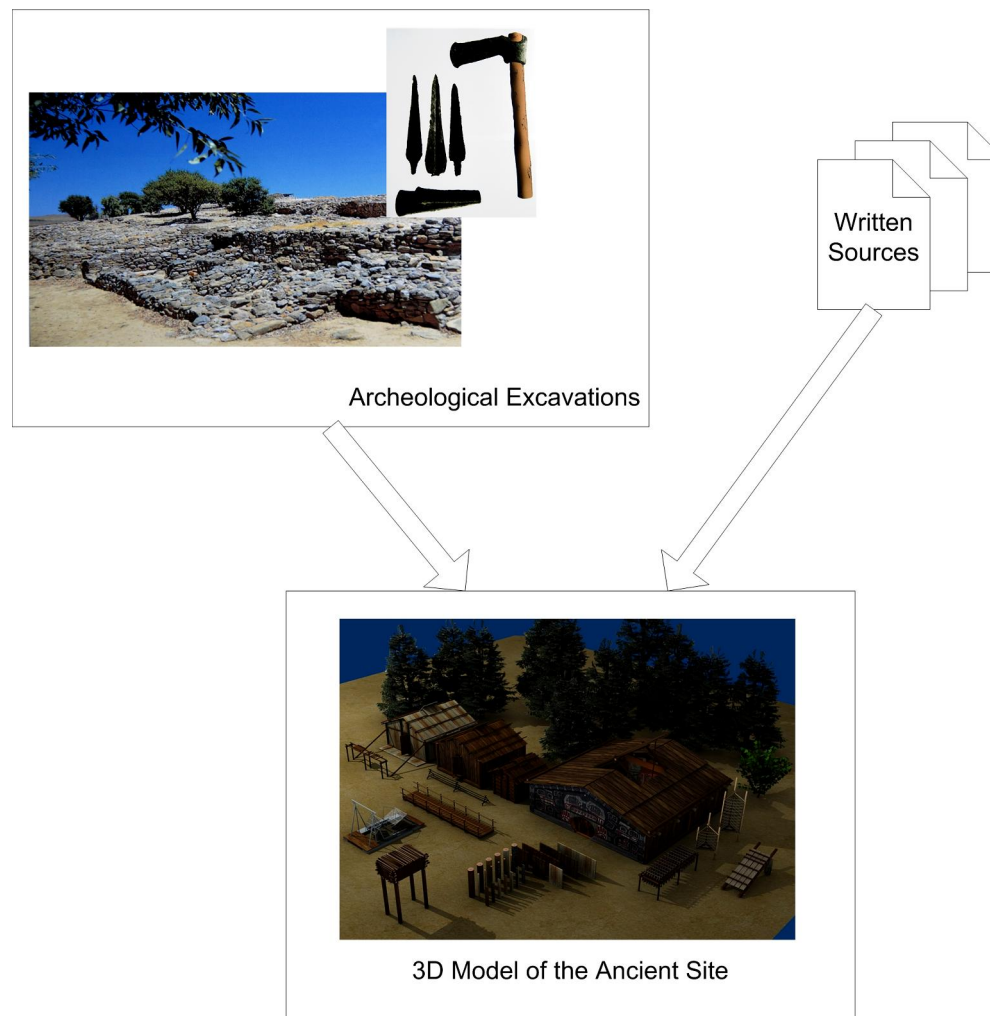 Written
Sources
Archeological Excavations
3D Model of the Ancient Site